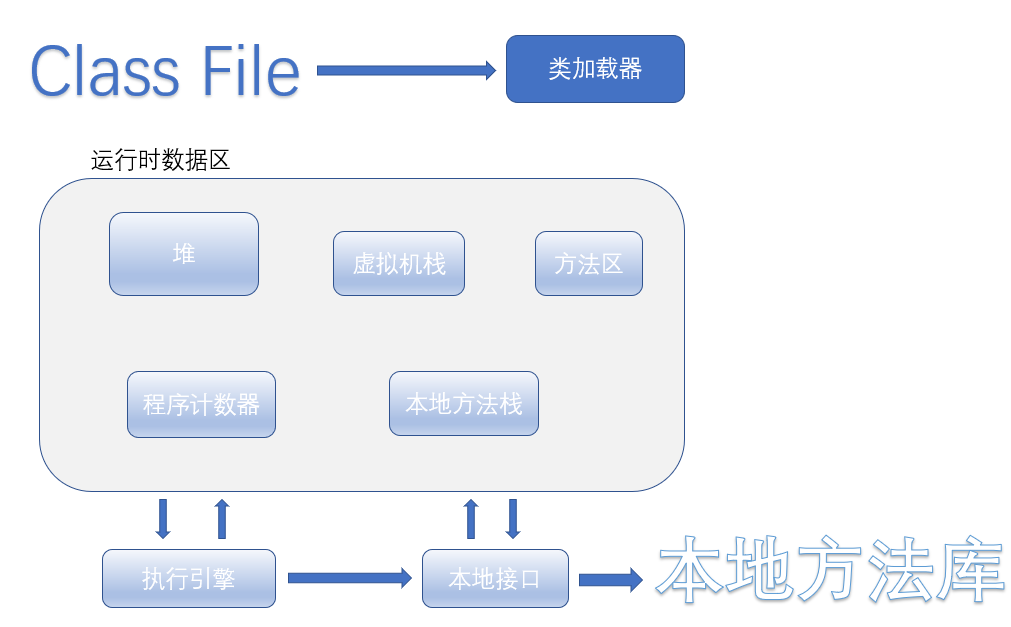 Class File
类加载器
运行时数据区
堆
虚拟机栈
方法区
程序计数器
本地方法栈
执行引擎
本地接口
本地方法库